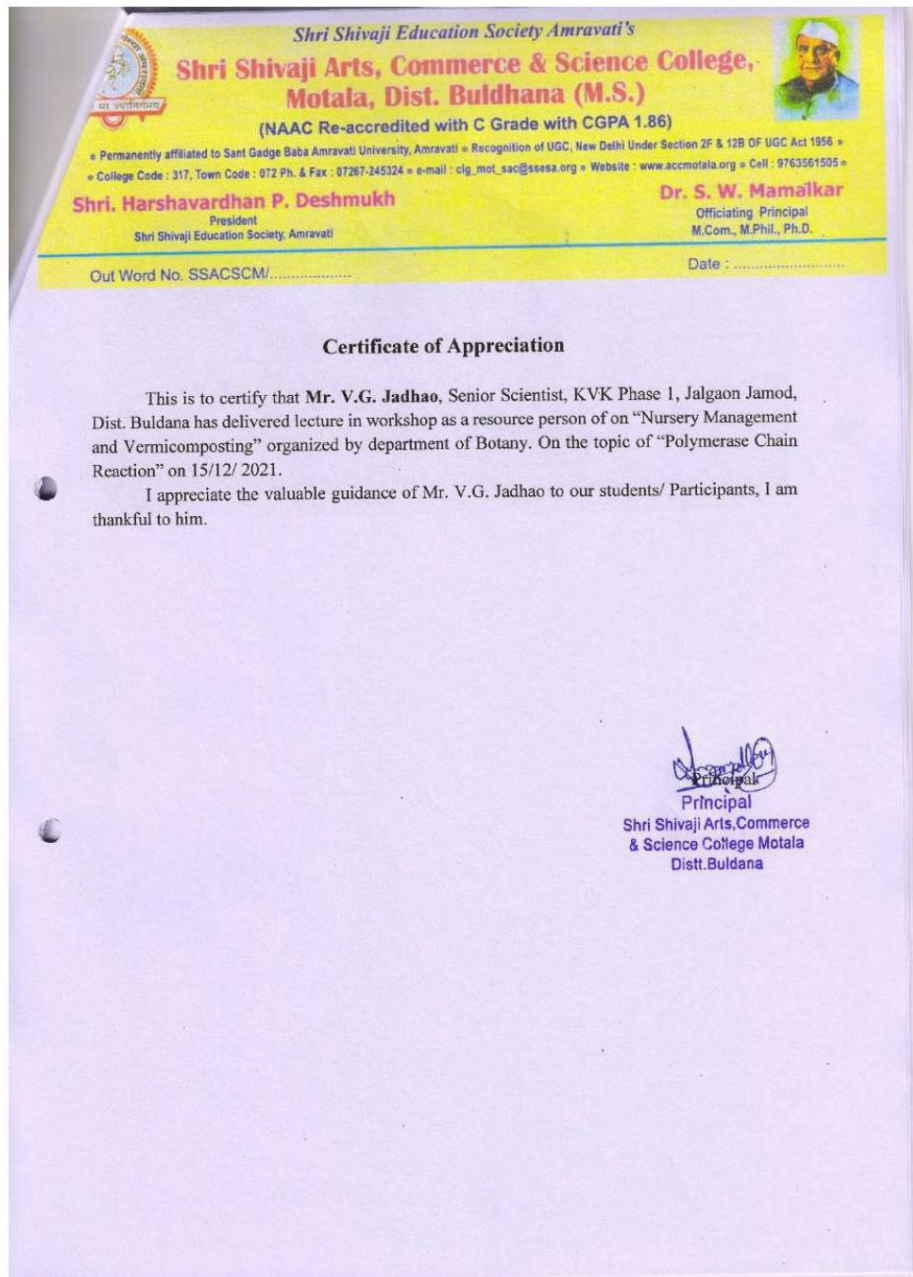 Shri Shivaji Education Society Amravati's
Shri Shivaji Arts, Commerce & Science College,
Motala, Dist. Buldhana (M.S.)
(NAAC Re-accredited with C Grade with CGPA 1.86)
Permanently affiliated to Sant Gadge Baba Amravati University, Amravati • Recognition of UGC, New Delhi Under Section 2F & 12B OF UGC Act 1956 •
• College Code : 317, Town Code : 072 Ph. & Fax : 07267-245324 • e-mail : clg_mot_sac@ssesa.org • Website : www.accmotala.org • Cell : 9763561505 •
Shri. Harshavardhan P. Deshmukh
President
Shri Shivaji Education Society, Amravati
Dr. S. W. Mamalkar
Officiating Principal
M.Com., M.Phil., Ph.D.
Out Word No. SSACSCM/...................
Date : .........................
Certificate of Appreciation
This is to certify that Mr. V.G. Jadhao, Senior Scientist, KVK Phase 1, Jalgaon Jamod,
Dist. Buldana has delivered lecture in workshop as a resource person of on “Nursery Management
and Vermicomposting” organized by department of Botany. On the topic of “Polymerase Chain
Reaction” on 15/12/ 2021.
I appreciate the valuable guidance of Mr. V.G. Jadhao to our students/ Participants, I am
thankful to him.
Principal
Principal
Shri Shivaji Arts,Commerce
& Science College Motala
Distt.Buldana